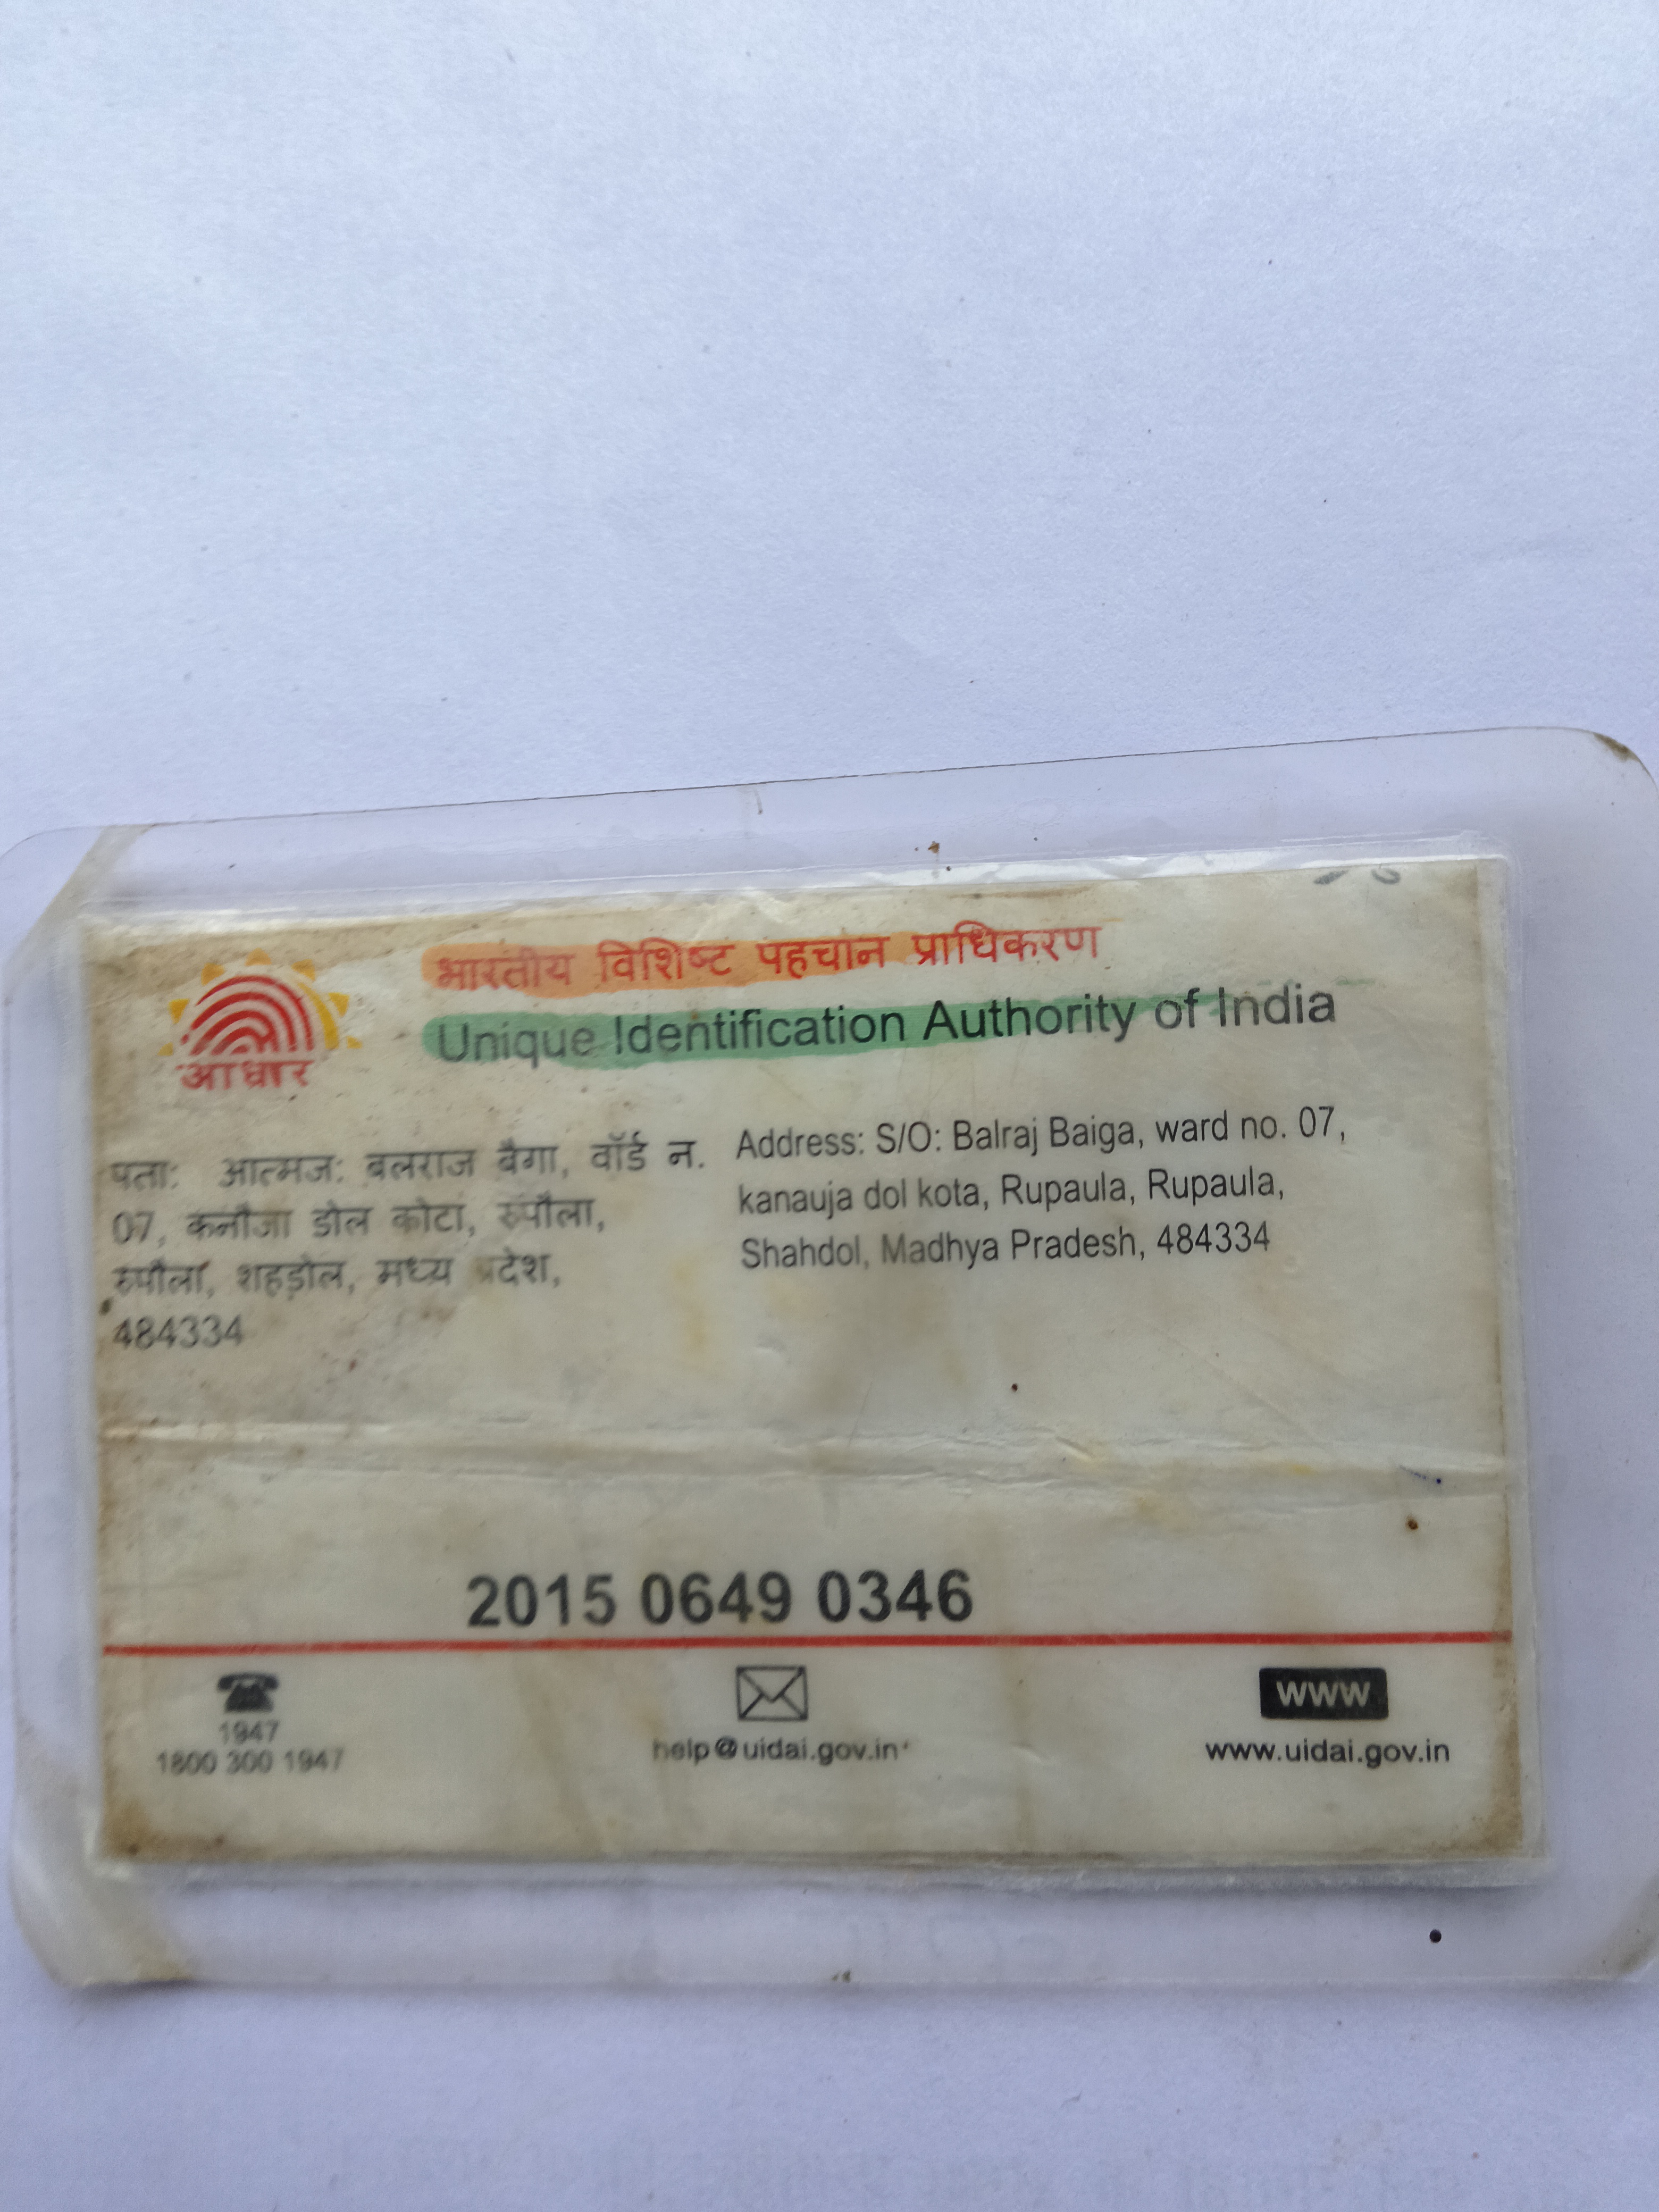 भारतीय विशिष्ट पहचान प्राधिकरण
Unique Identification Authority of India
आधार
पता: आत्मज: बलराज बैगा, वॉर्ड न.
07, कनौजा डोल कोटा, रुपौला,
रुपौला, शहड़ोल, मध्य प्रदेश,
484334
Address: S/O: Balraj Baiga, ward no. 07,
kanauja dol kota, Rupaula, Rupaula,
Shahdol, Madhya Pradesh, 484334
2015 0649 0346
1947
1800 300 1947
help@uidai.gov.in
www
www.uidai.gov.in